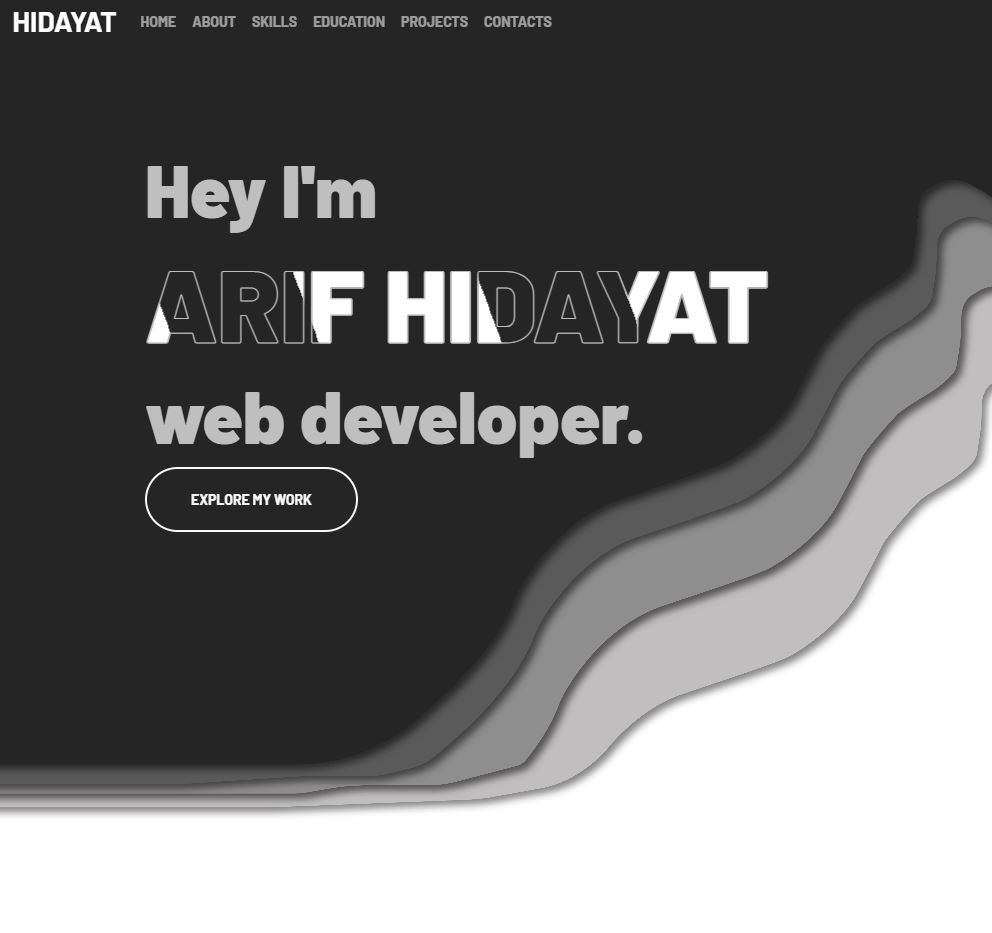 HIDAYAT HOME ABOUT SKILLS EDUCATION PROJECTS CONTACTS
Hey I'm
ARIF HIDAYAT
web developer.
EXPLORE MY WORK